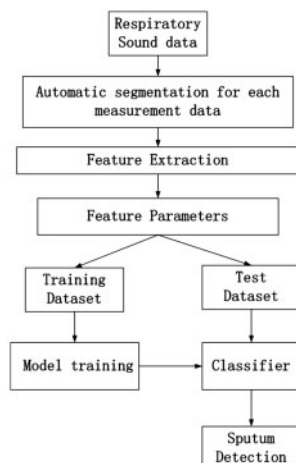 Respiratory
Sound data
Automatic segmentation for each
measurement data
Feature Extraction
Feature Parameters
Training
Dataset
Test
Dataset
Model training
Classifier
Sputum
Detection